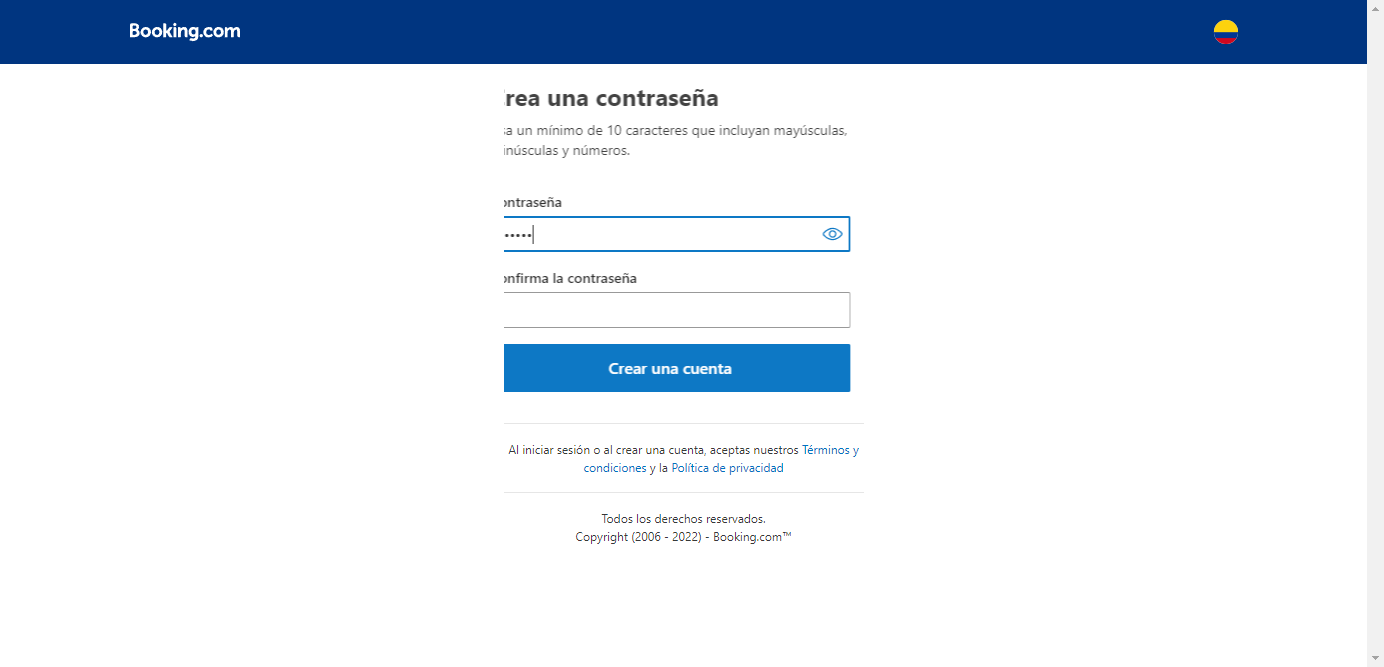 Booking.com
rea una contraseña
sa un mínimo de 10 caracteres que incluyan mayúsculas,
inúsculas y números.
ontraseña
••••••
onfirma la contraseña
Crear una cuenta
Al iniciar sesión o al crear una cuenta, aceptas nuestros Términos y
condiciones y la Política de privacidad
Todos los derechos reservados.
Copyright (2006 - 2022) - Booking.com™